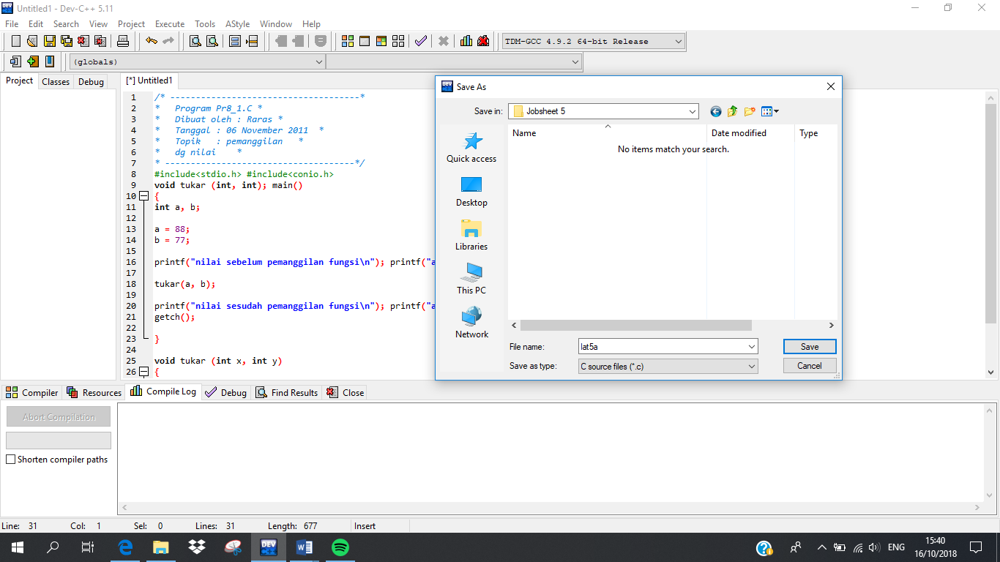 Untitled1 - Dev-C++ 5.11
File Edit Search View Project Execute Tools AStyle Window Help
TDM-GCC 4.9.2 64-bit Release
(globals)
Project Classes Debug
[*] Untitled1
1 /* -------------------------------------*
2 *   Program Pr8_1.C *
3 *   Dibuat oleh : Raras *
4 *   Tanggal : 06 November 2011  *
5 *   Topik   : pemanggilan   *
6 *   dg nilai    *
7 * -------------------------------------*/
8 #include<stdio.h> #include<conio.h>
9 void tukar (int, int); main()
10 {
11 int a, b;
12
13 a = 88;
14 b = 77;
15
16 printf("nilai sebelum pemanggilan fungsi\n"); printf("a
17
18 tukar(a, b);
19
20 printf("nilai sesudah pemanggilan fungsi\n"); printf("a
21 getch();
22
23 }
24
25 void tukar (int x, int y)
26 {
Save As
Save in: Jobsheet 5
Name Date modified Type
No items match your search.
Quick access
Desktop
Libraries
This PC
Network
File name: lat5a Save
Save as type: C source files (*.c) Cancel
Compiler Resources Compile Log Debug Find Results Close
Abort Compilation
Shorten compiler paths
Line: 31 Col: 1 Sel: 0 Lines: 31 Length: 677 Insert
ENG 15:40
16/10/2018